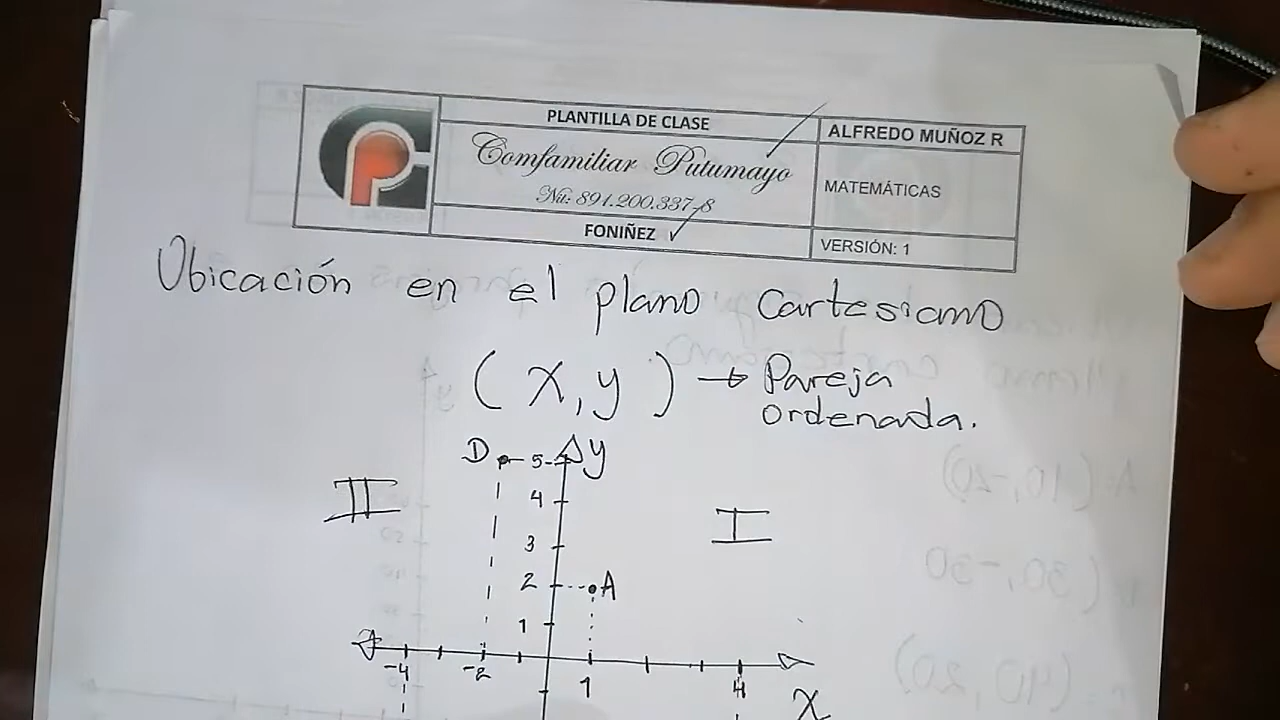 PLANTILLA DE CLASE
ALFREDO MUÑOZ R
Comfamiliar Putumayo
Nit: 891.200.337-8
MATEMÁTICAS
FONIÑEZ ✓
VERSIÓN: 1
Ubicación en el plano Cartesiano
(x,y) → Pareja
ordenada.
D 5 y
II 4 I
3
2 A
1
-4 -2 1 4 X